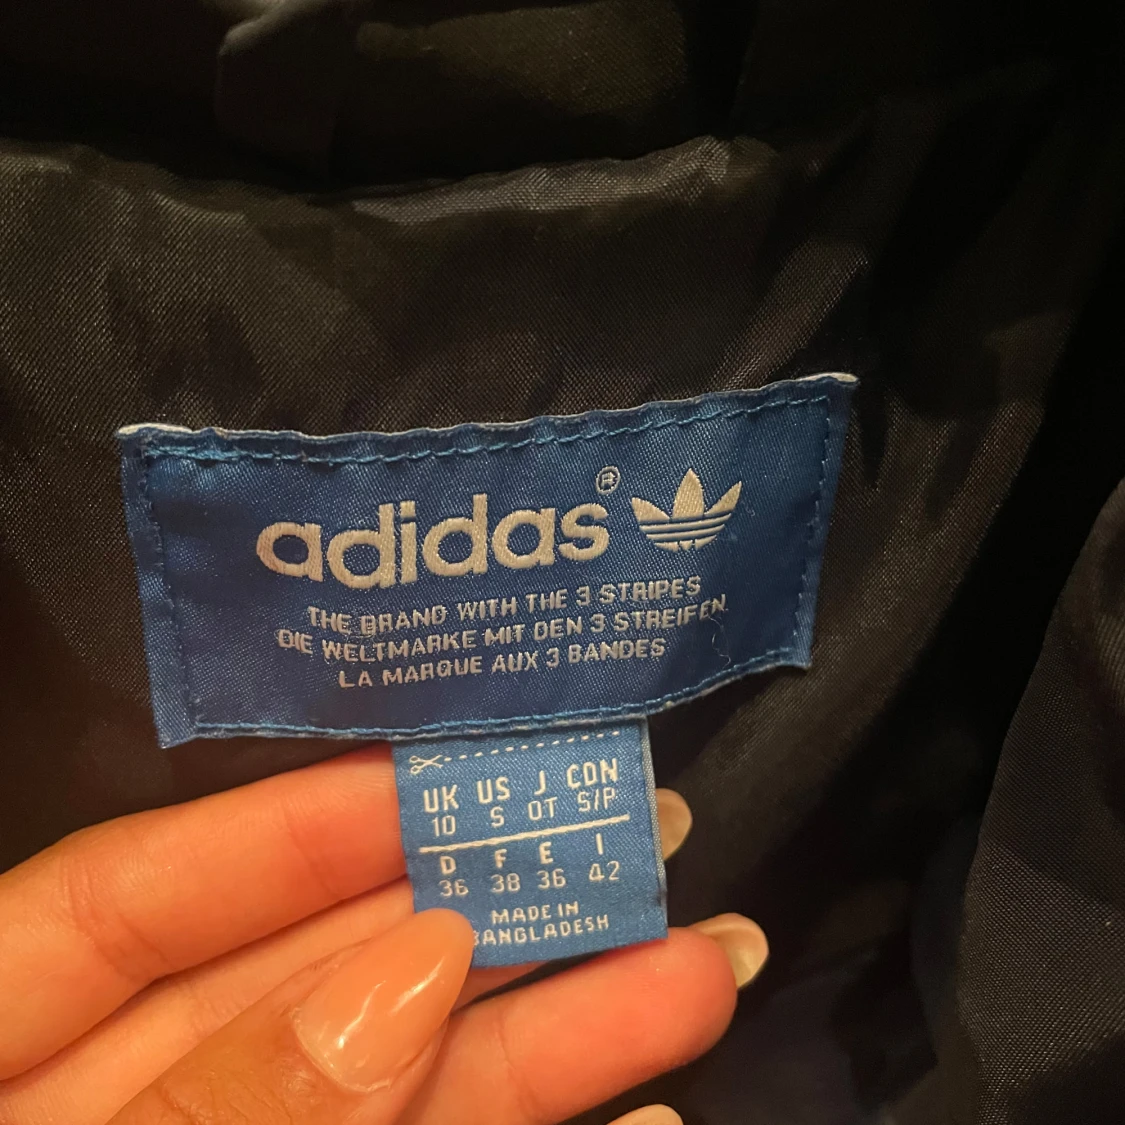 adidas®
THE BRAND WITH THE 3 STRIPES
DIE WELTMARKE MIT DEN 3 STREIFEN
LA MARQUE AUX 3 BANDES
UK US J CDN
10 S OT S/P
D F E I
36 38 36 42
MADE IN
BANGLADESH